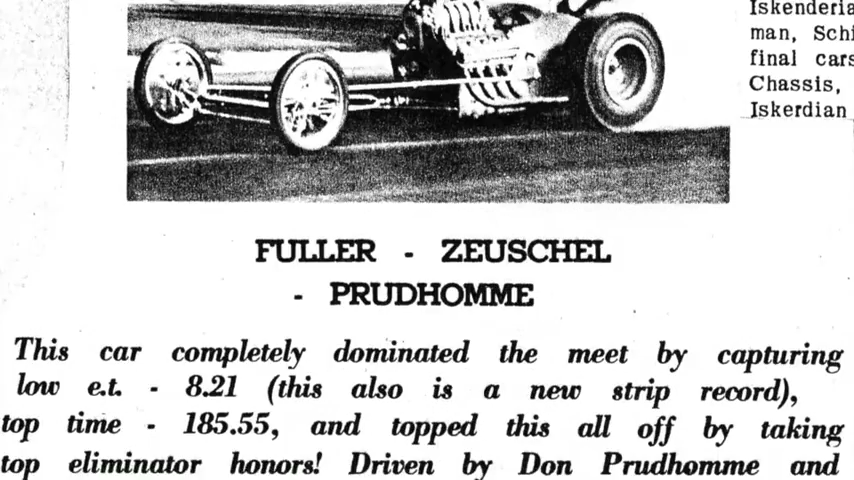 man,
final cars
Chassis,
Iskerdian
FULLER - ZEUSCHEL
- PRUDHOMME
This car completely dominated the meet by capturing
low e.t. - 8.21 (this also is a new strip record),
top time - 185.55, and topped this all off by taking
top eliminator honors! Driven by Don Prudhomme and